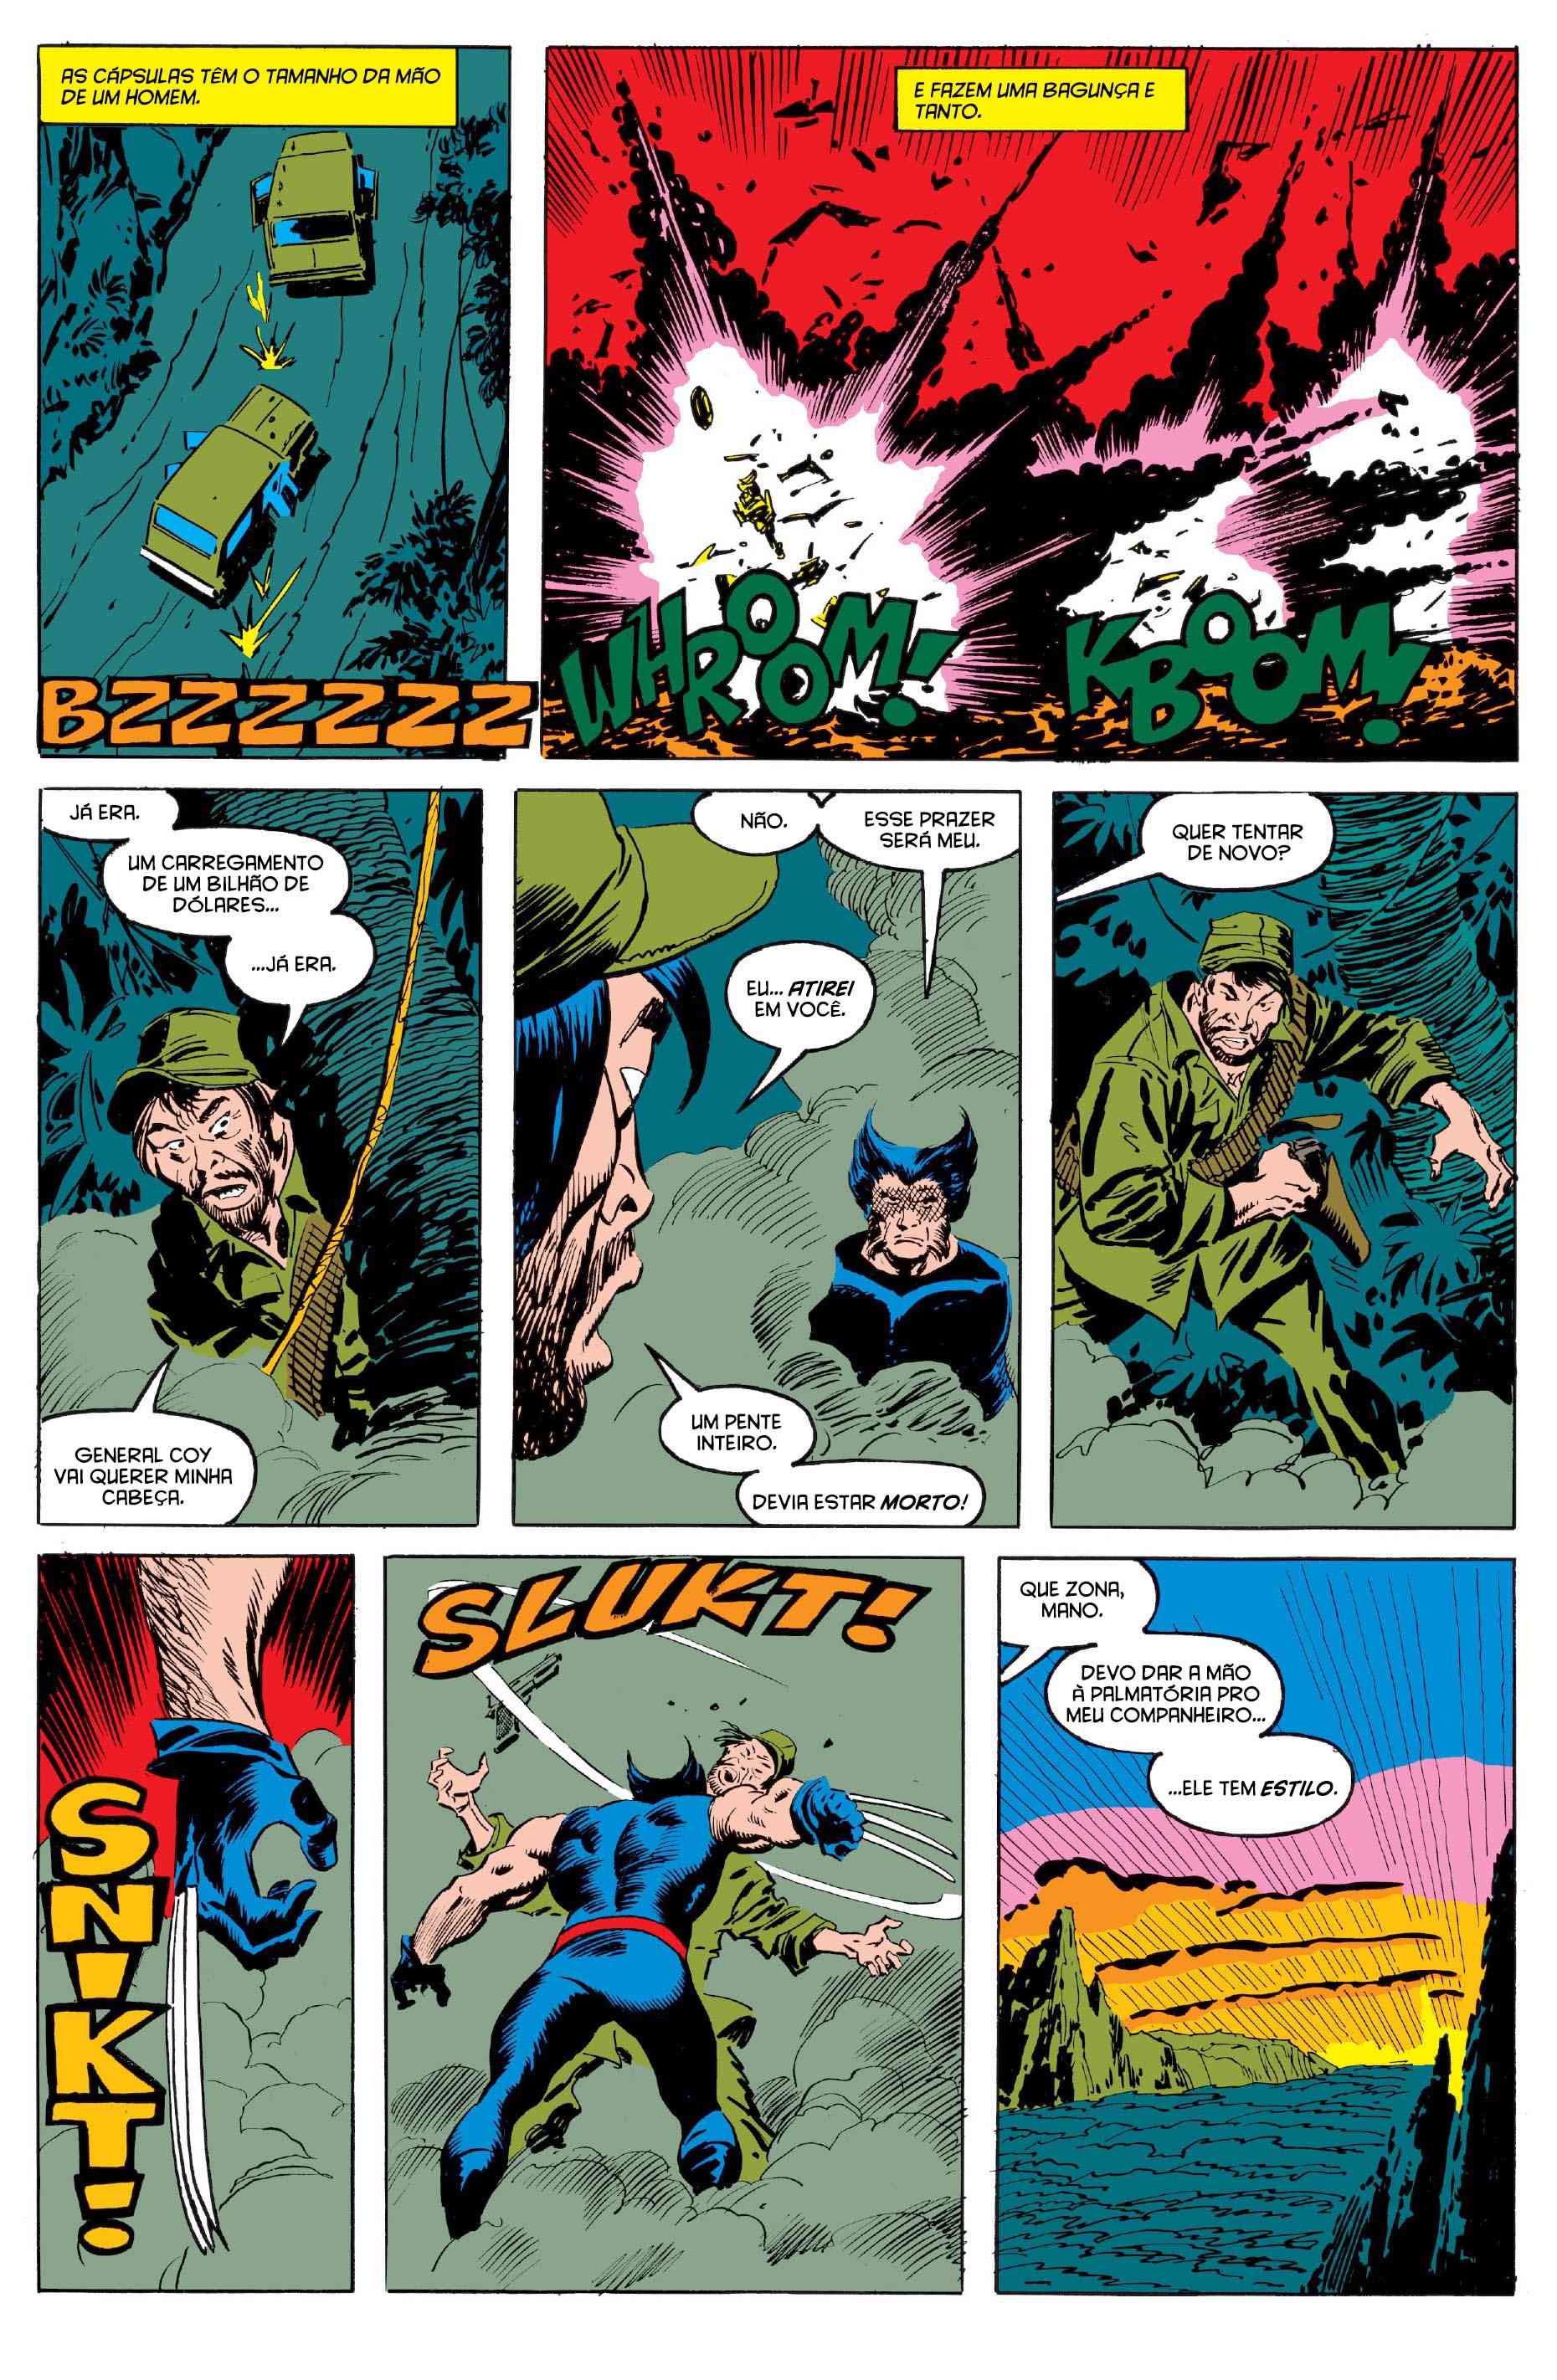 AS CÁPSULAS TÊM O TAMANHO DA MÃO
DE UM HOMEM.
BZZZZZZZ
E FAZEM UMA BAGUNÇA E
TANTO.
WHROOOM!
KBOOOM!
JÁ ERA.
UM CARREGAMENTO
DE UM BILHÃO DE
DÓLARES...
...JÁ ERA.
GENERAL COY
VAI QUERER MINHA
CABEÇA.
NÃO.
ESSE PRAZER
SERÁ MEU.
EU... ATIREI
EM VOCÊ.
UM PENTE
INTEIRO.
DEVIA ESTAR MORTO!
QUER TENTAR
DE NOVO?
SNIKT!
SLUKT!
QUE ZONA,
MANO.
DEVO DAR A MÃO
À PALMATÓRIA PRO
MEU COMPANHEIRO...
...ELE TEM ESTILO.